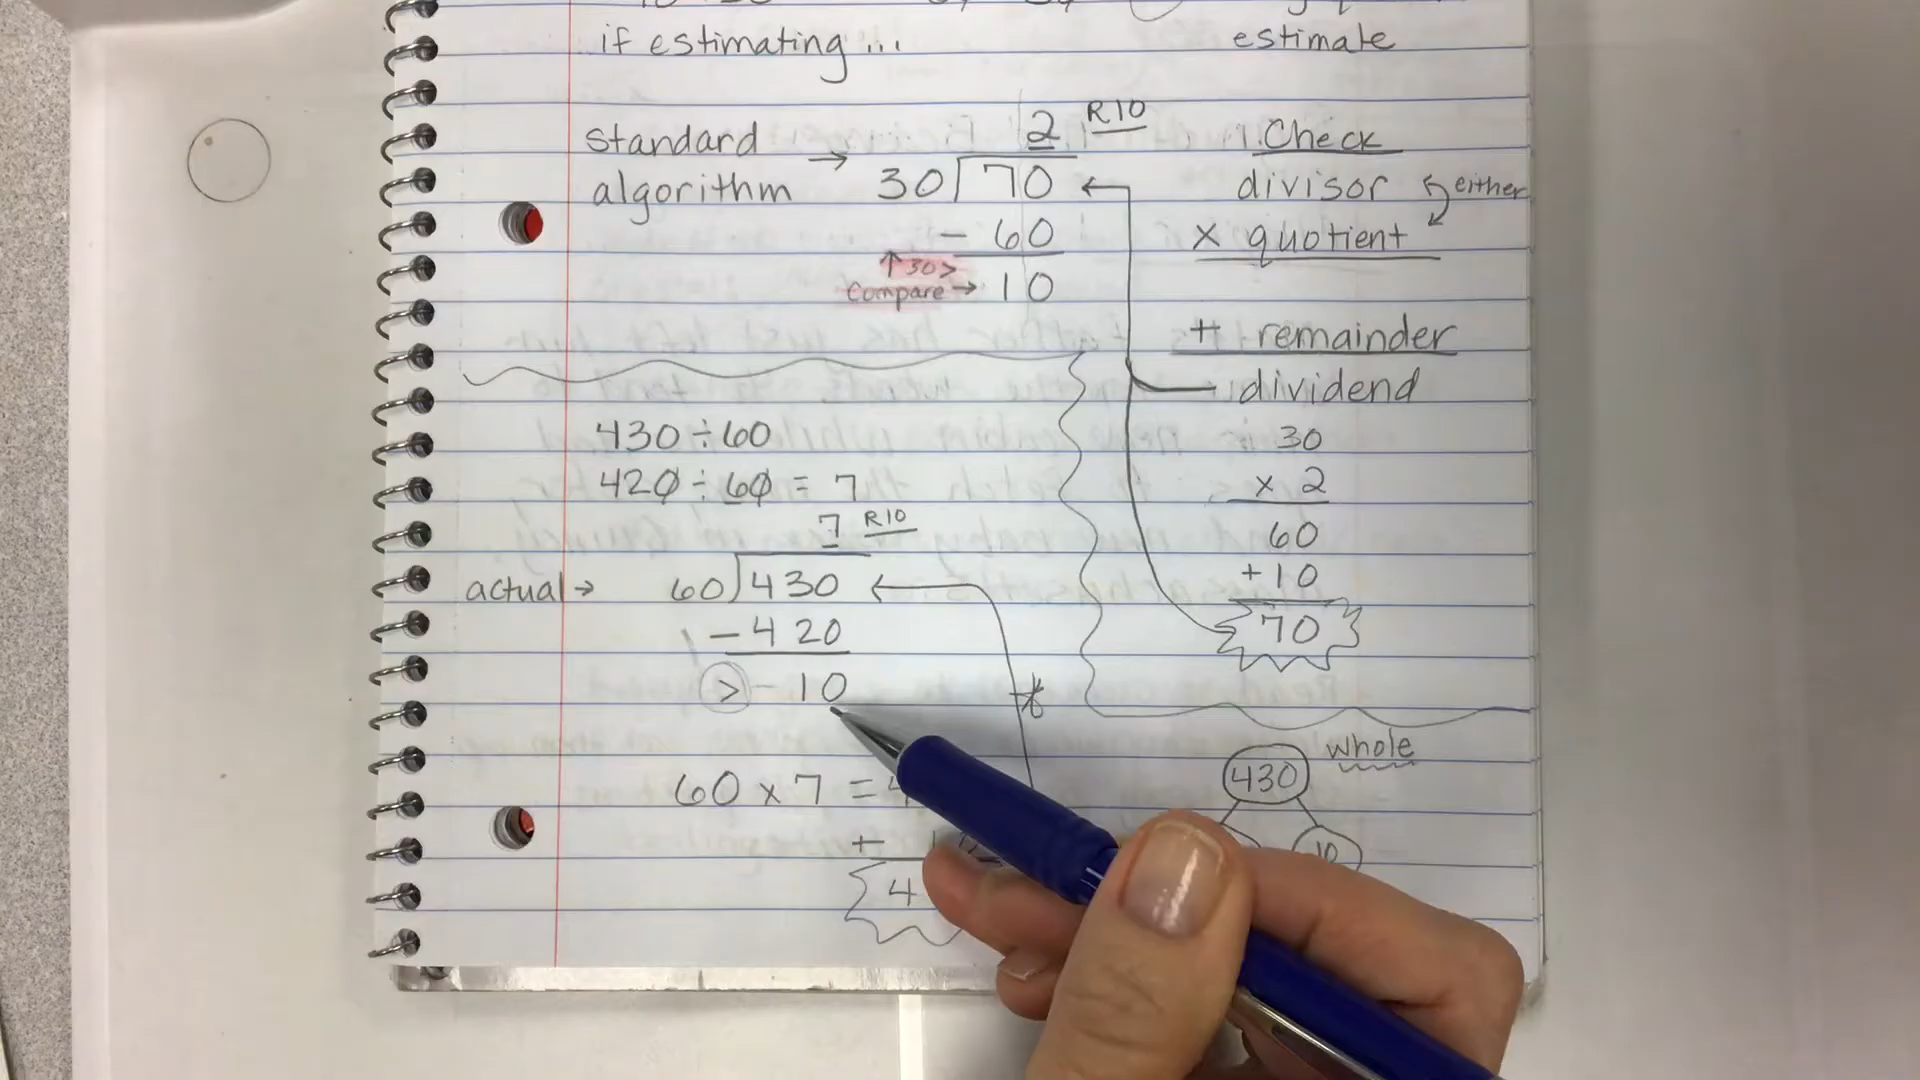 if estimating...
estimate
standard
algorithm
→
2 R10
30 70
- 60
↑ 30 >
Compare → 10
Check
divisor either
x quotient
+ remainder
dividend
30
x 2
60
+10
70
430 ÷ 60
420 ÷ 60 = 7
7 R10
actual → 60 430
- 420
> - 10
60 x 7 = 4
+
4
430 whole
10